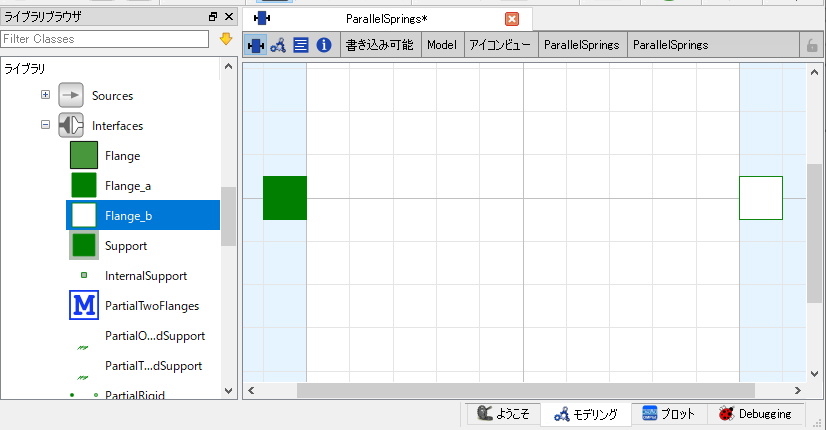 ライブラリブラウザ
ParallelSprings*
Filter Classes
書き込み可能 Model アイコンビュー ParallelSprings ParallelSprings
ライブラリ
Sources
Interfaces
Flange
Flange_a
Flange_b
Support
InternalSupport
M PartialTwoFlanges
PartialO...dSupport
PartialT...dSupport
PartialRigid
ようこそ モデリング プロット Debugging